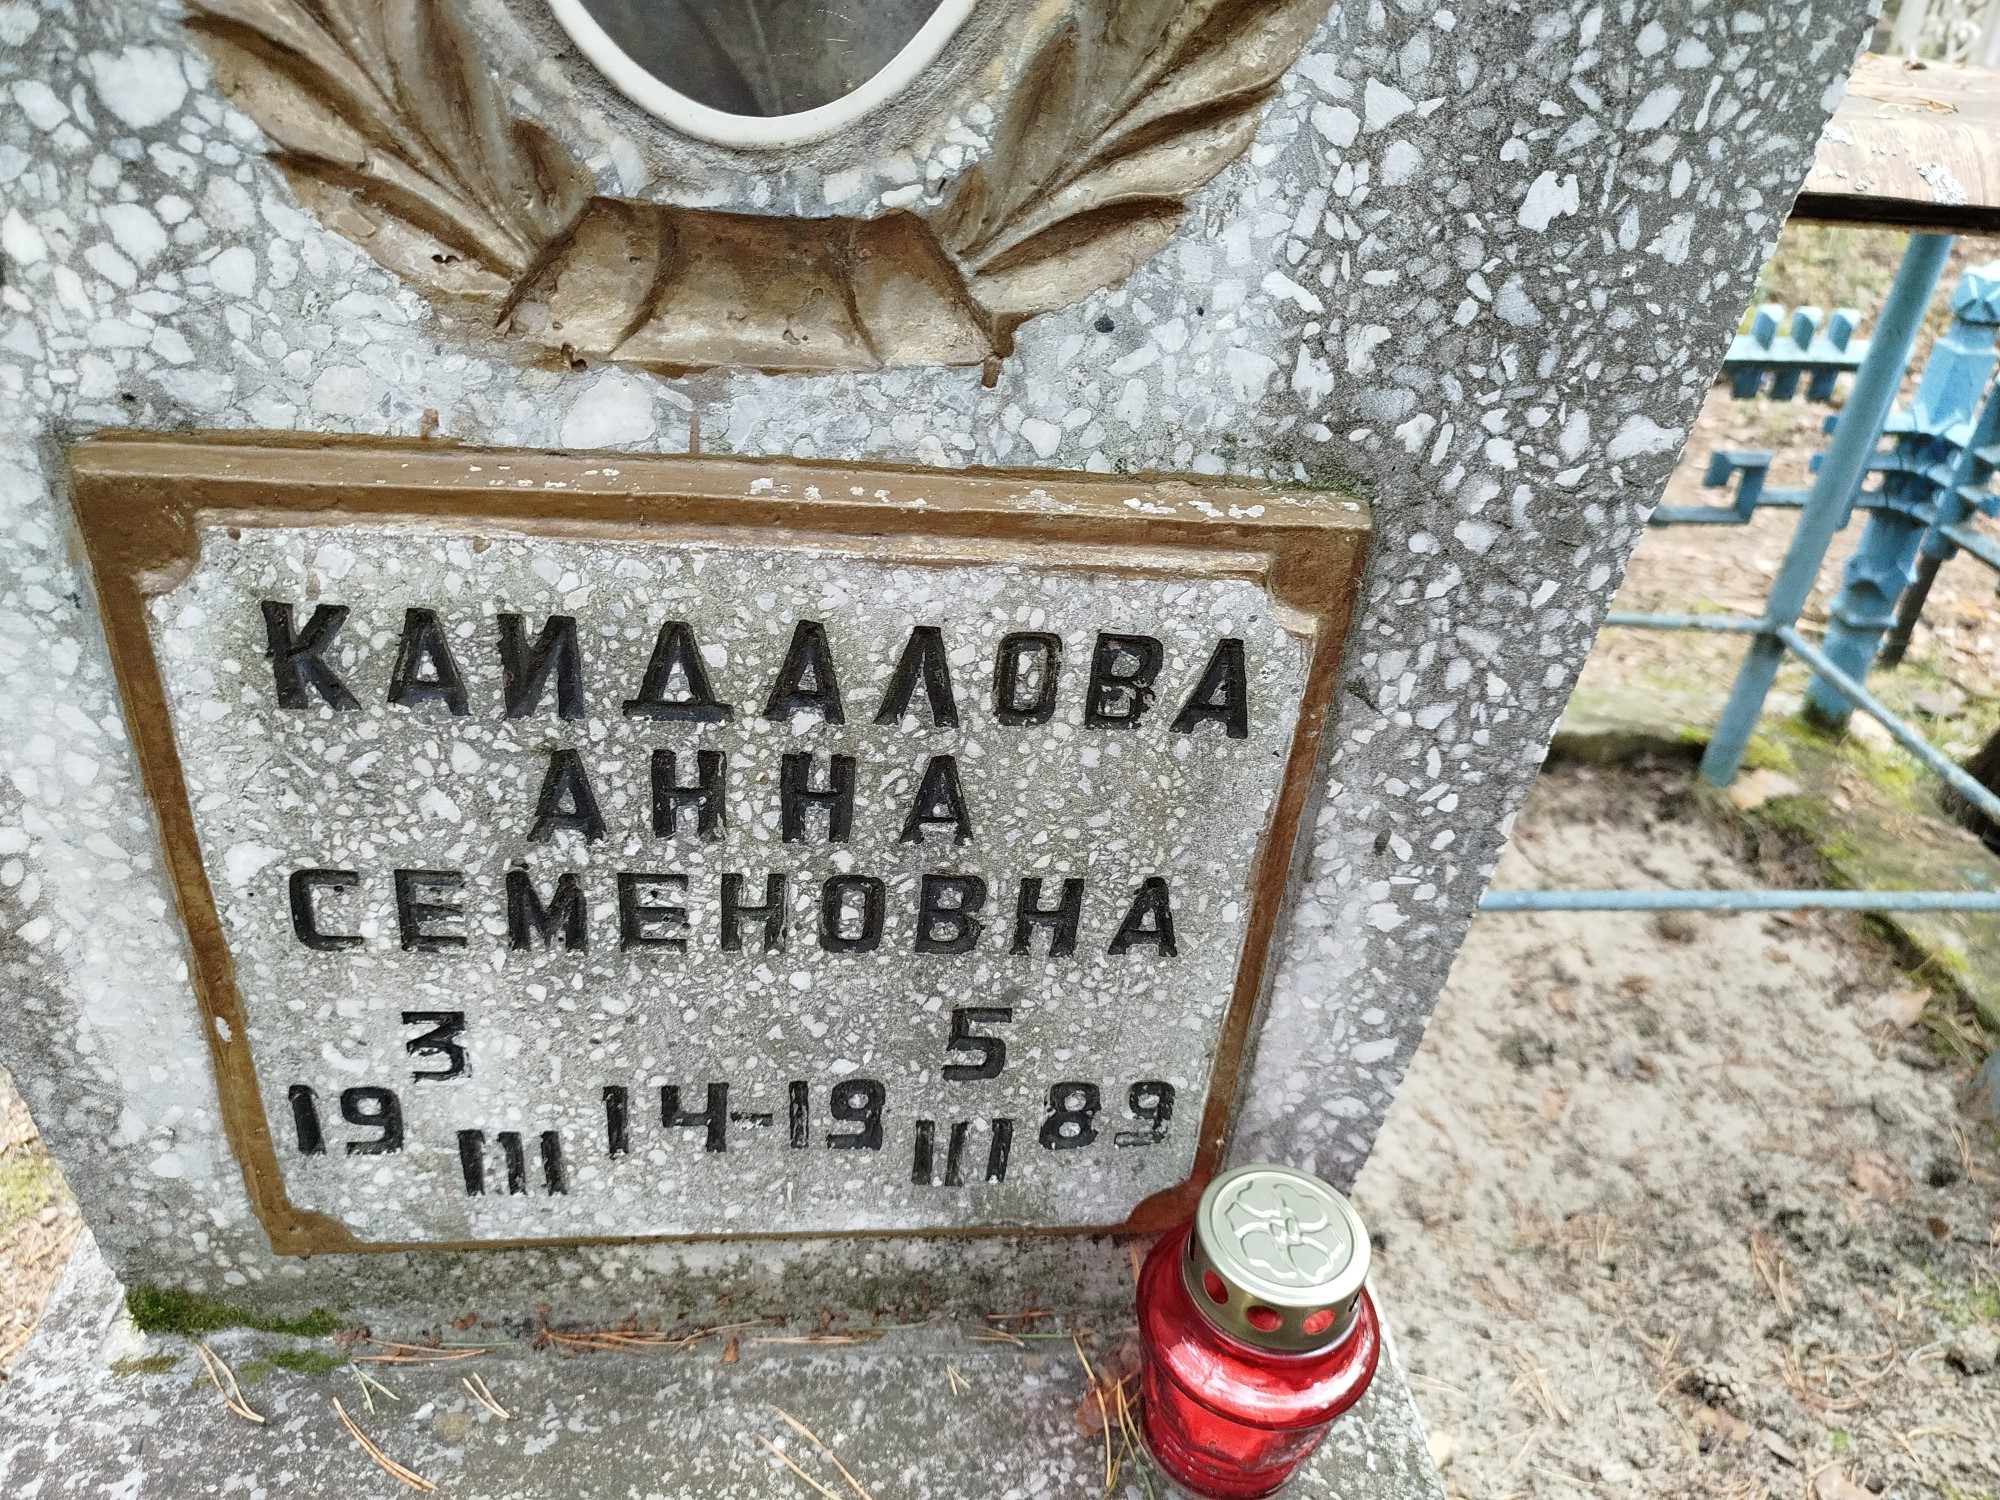 КАИДАЛОВА
АННА
СЕМЕНОВНА
19 3 III 14-19 5 III 89